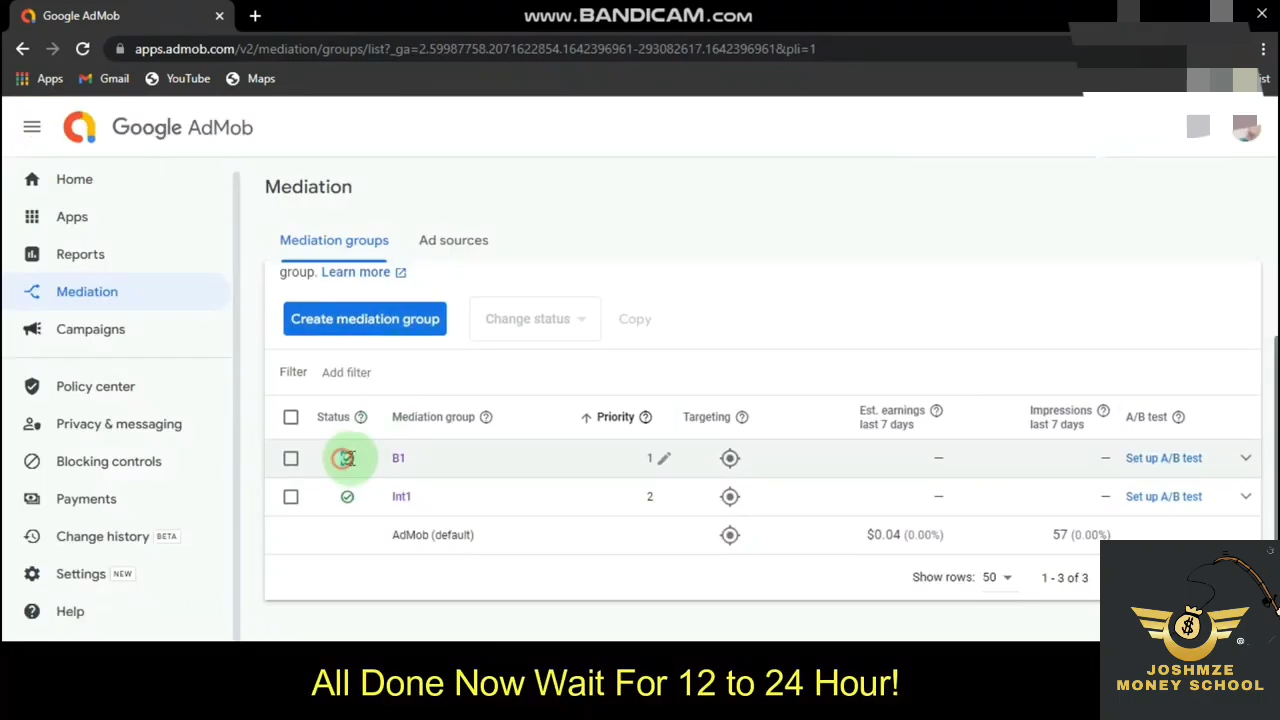 Google AdMob
www.BANDICAM.com
apps.admob.com/v2/mediation/groups/list?_ga=2.59987758.2071622854.1642396961-293082617.1642396961&pli=1
Apps Gmail YouTube Maps
ist
Google AdMob
Home
Apps
Reports
Mediation
Campaigns
Policy center
Privacy & messaging
Blocking controls
Payments
Change history BETA
Settings NEW
Help
Mediation
Mediation groups Ad sources
group. Learn more
Create mediation group Change status Copy
Filter Add filter
Status Mediation group Priority Targeting Est. earnings last 7 days Impressions last 7 days A/B test
B1 1 — — Set up A/B test
Int1 2 — — Set up A/B test
AdMob (default) $0.04 (0.00%) 57 (0.00%)
Show rows: 50 1 - 3 of 3
JOSHMZE
MONEY SCHOOL
All Done Now Wait For 12 to 24 Hour!